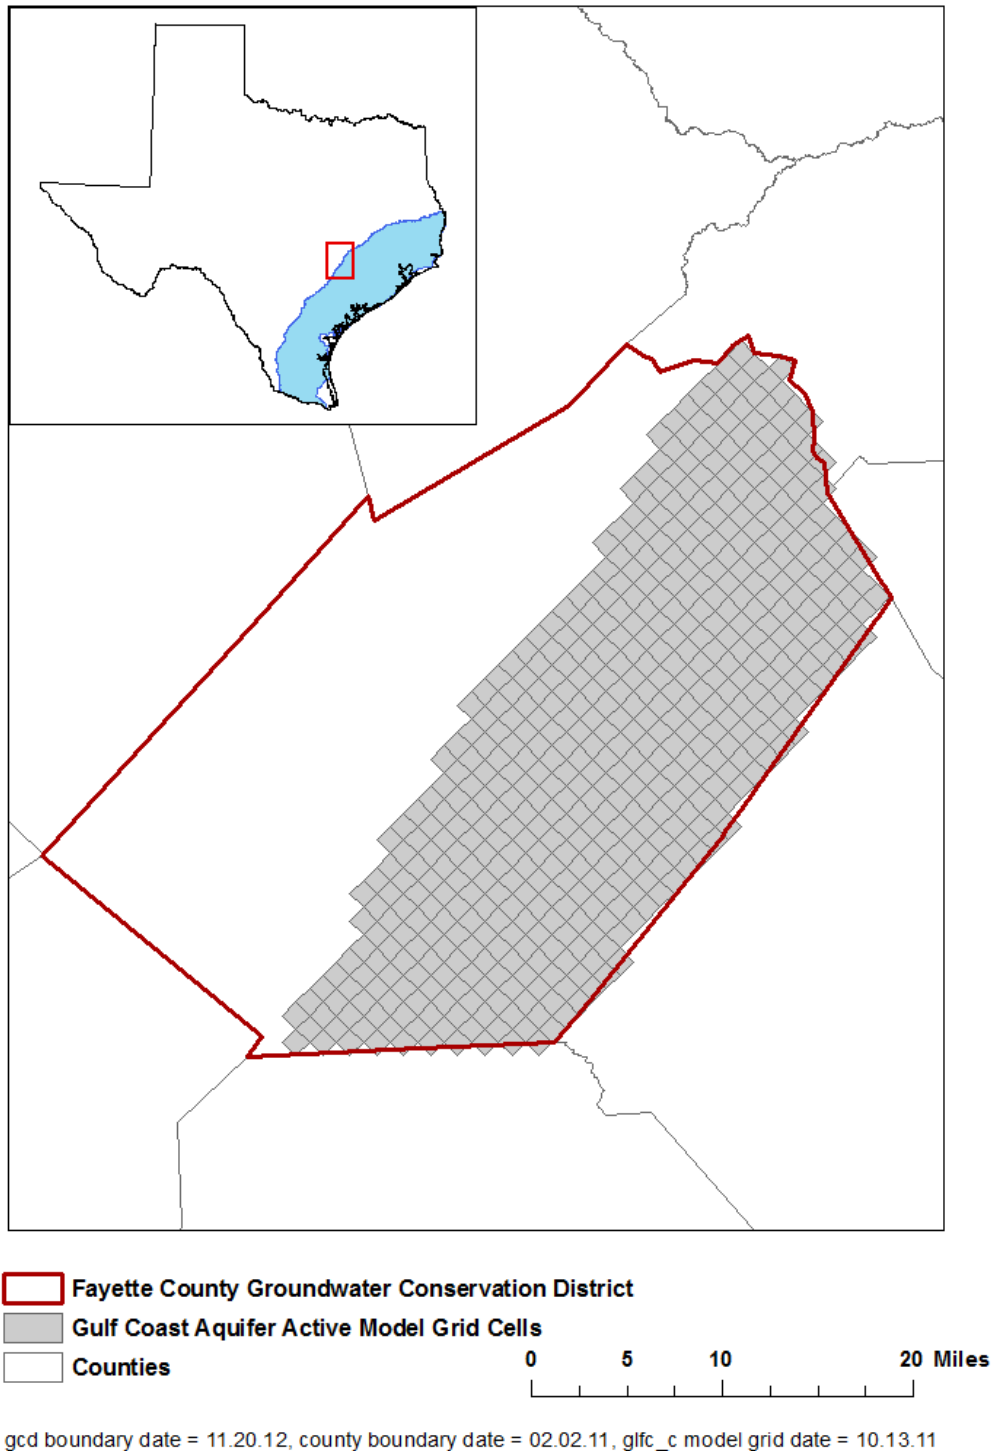 Fayette County Groundwater Conservation District
Gulf Coast Aquifer Active Model Grid Cells
Counties
0 5 10 20 Miles
gcd boundary date = 11.20.12, county boundary date = 02.02.11, glfc_c model grid date = 10.13.11